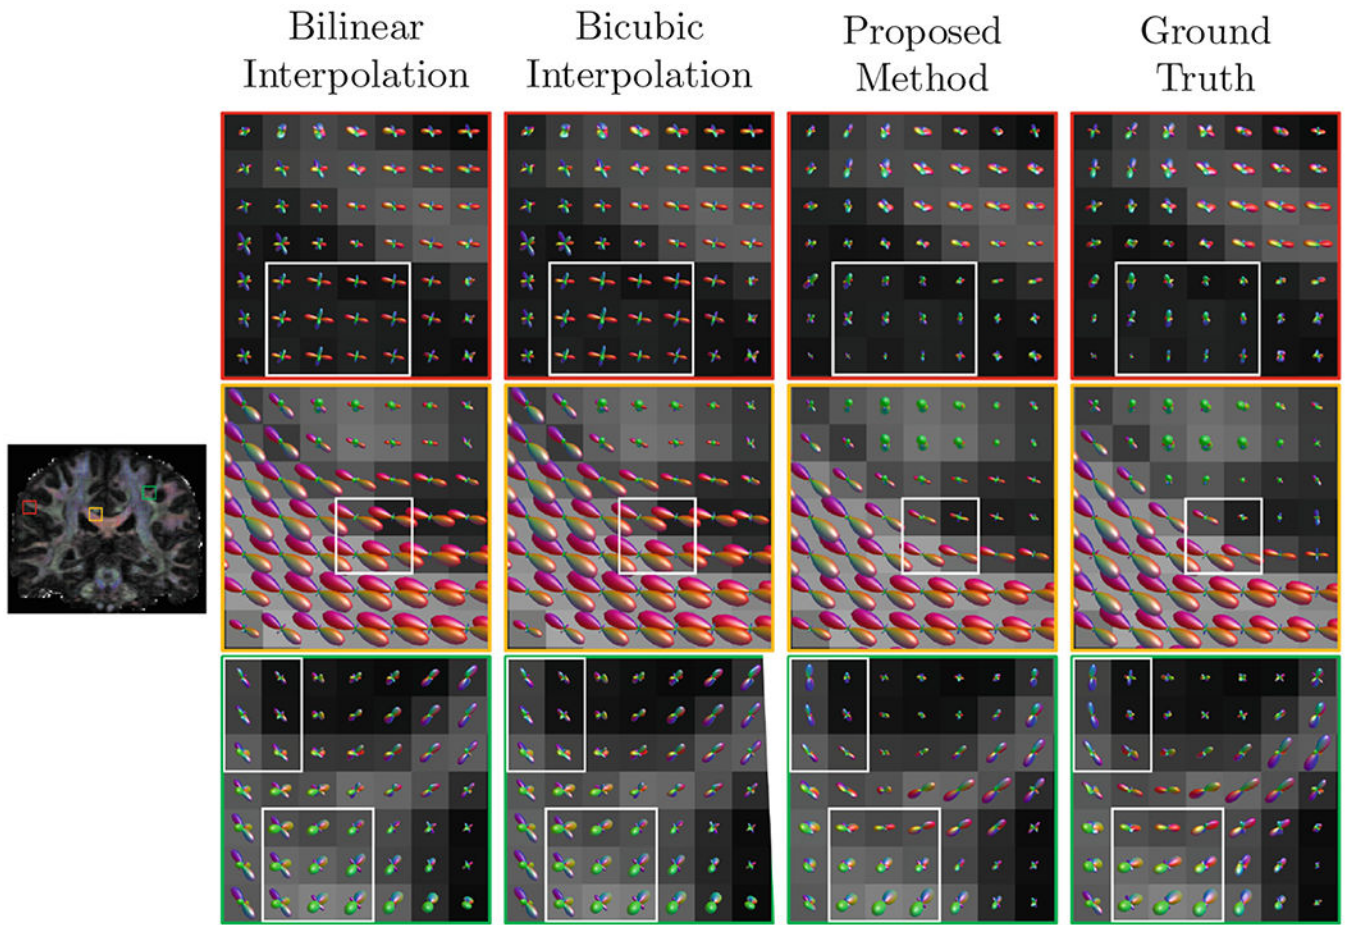 Bilinear
Interpolation
Bicubic
Interpolation
Proposed
Method
Ground
Truth